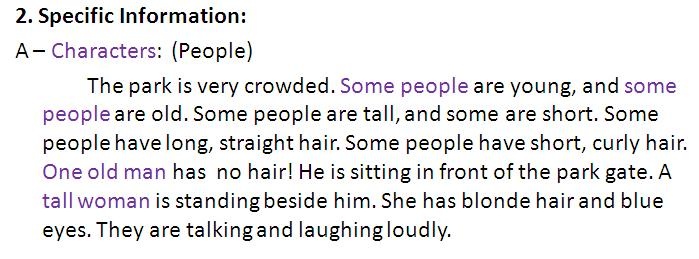 2. Specific Information:
A – Characters: (People)
The park is very crowded. Some people are young, and some
people are old. Some people are tall, and some are short. Some
people have long, straight hair. Some people have short, curly hair.
One old man has no hair! He is sitting in front of the park gate. A
tall woman is standing beside him. She has blonde hair and blue
eyes. They are talking and laughing loudly.